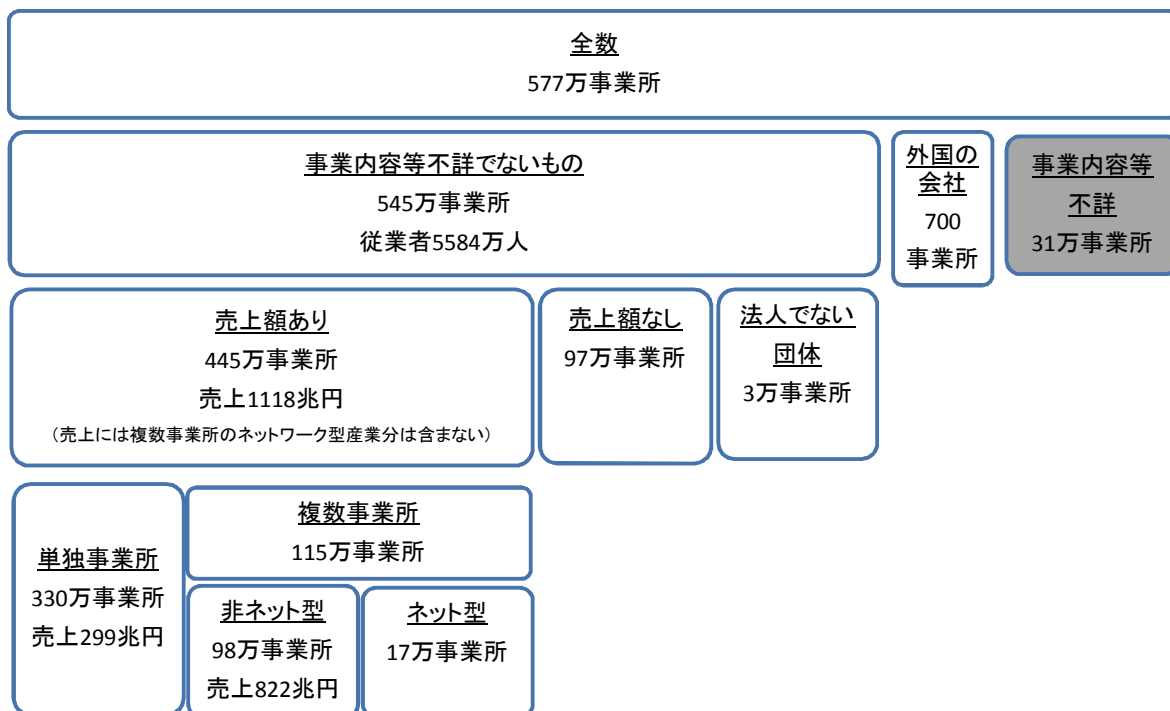 全数
577万事業所
事業内容等不詳でないもの
545万事業所
従業者5584万人
外国の
会社
700
事業所
事業内容等
不詳
31万事業所
売上額あり
445万事業所
売上1118兆円
（売上には複数事業所のネットワーク型産業分は含まない）
売上額なし
97万事業所
法人でない
団体
3万事業所
単独事業所
330万事業所
売上299兆円
複数事業所
115万事業所
非ネット型
98万事業所
売上822兆円
ネット型
17万事業所